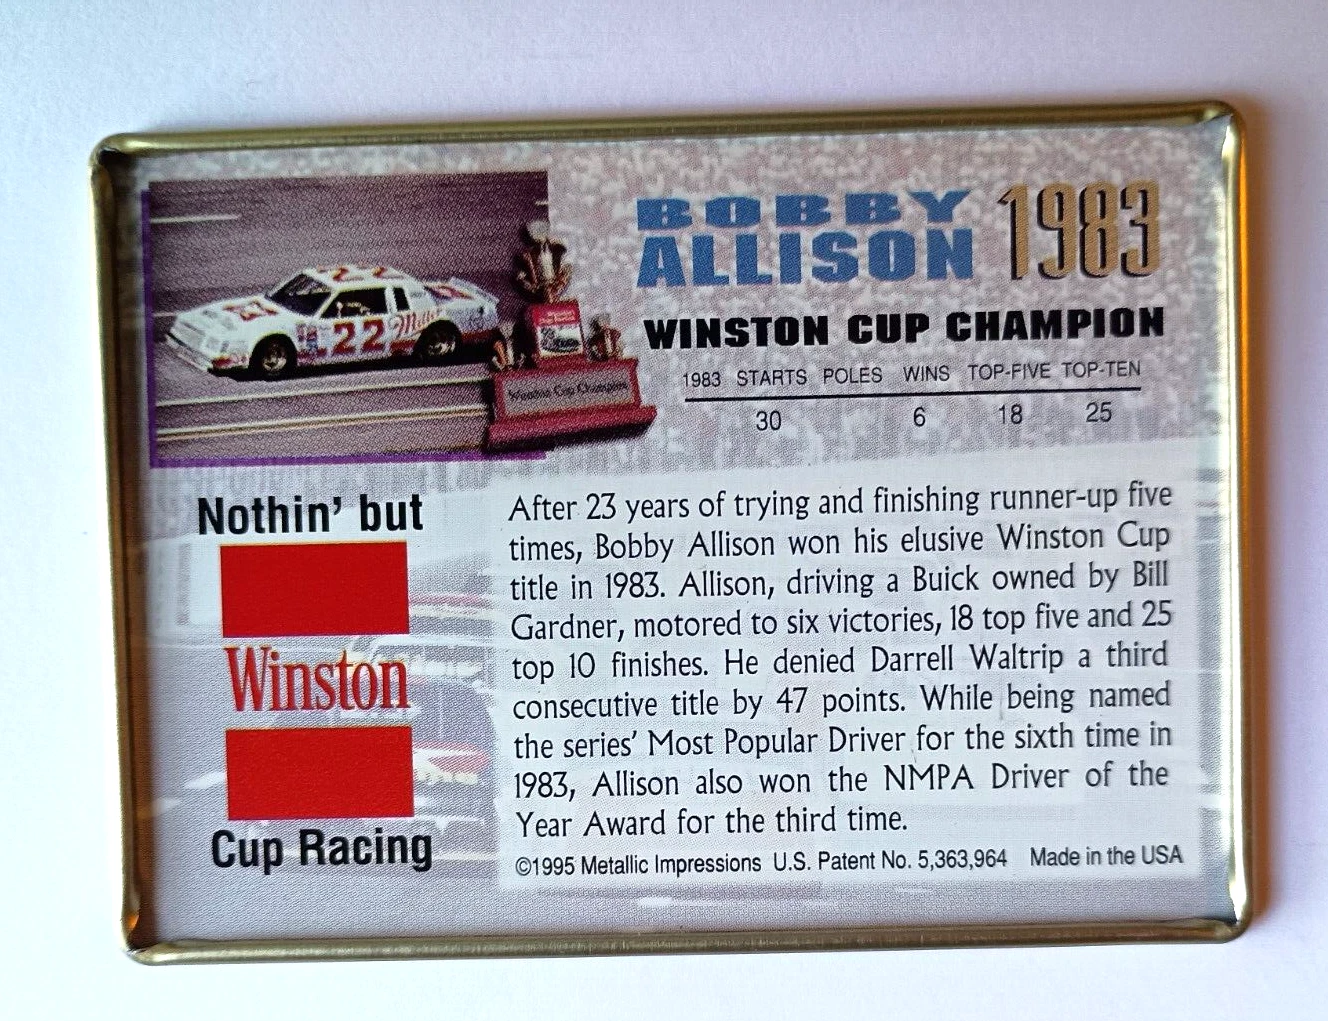 BOBBY
ALLISON 1983
WINSTON CUP CHAMPION
1983 STARTS POLES WINS TOP-FIVE TOP-TEN
30 6 18 25
22 Miller
Winston Cup Champion
Nothin' but
Winston
Cup Racing
After 23 years of trying and finishing runner-up five
times, Bobby Allison won his elusive Winston Cup
title in 1983. Allison, driving a Buick owned by Bill
Gardner, motored to six victories, 18 top five and 25
top 10 finishes. He denied Darrell Waltrip a third
consecutive title by 47 points. While being named
the series' Most Popular Driver for the sixth time in
1983, Allison also won the NMPA Driver of the
Year Award for the third time.
©1995 Metallic Impressions U.S. Patent No. 5,363,964 Made in the USA